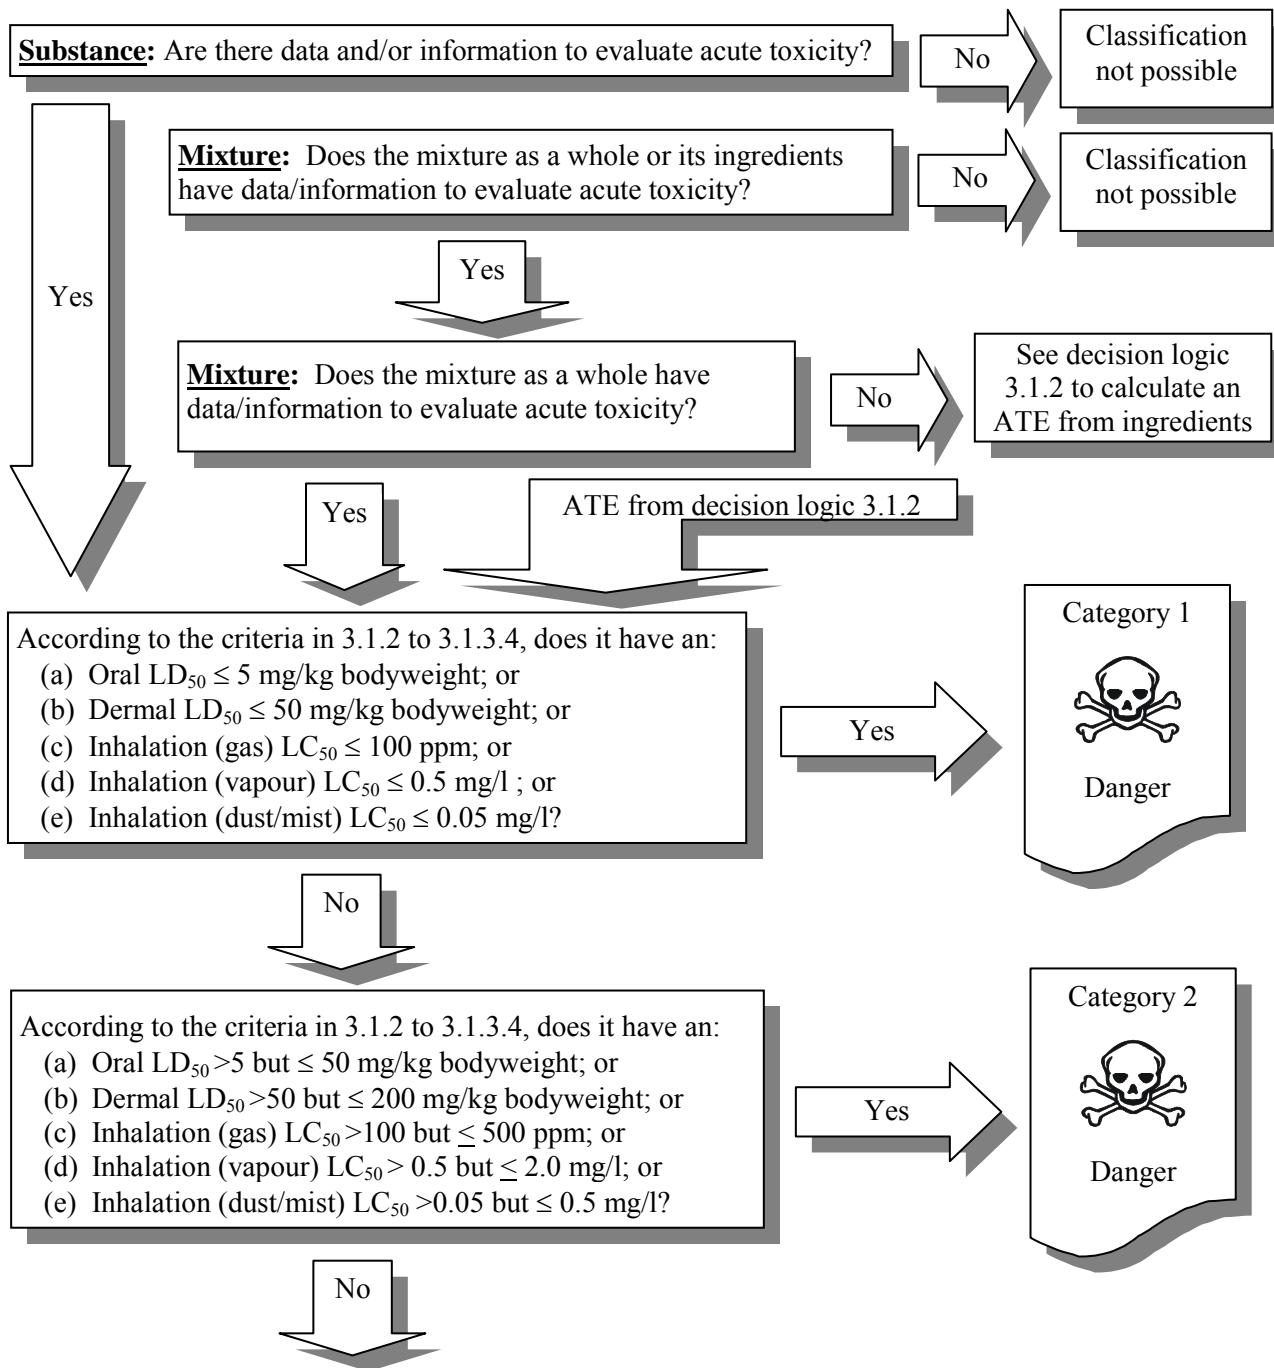 Substance: Are there data and/or information to evaluate acute toxicity?
No
Classification
not possible
Mixture: Does the mixture as a whole or its ingredients
have data/information to evaluate acute toxicity?
No
Classification
not possible
Yes
Yes
Mixture: Does the mixture as a whole have
data/information to evaluate acute toxicity?
No
See decision logic
3.1.2 to calculate an
ATE from ingredients
Yes
ATE from decision logic 3.1.2
According to the criteria in 3.1.2 to 3.1.3.4, does it have an:
(a) Oral LD50 ≤ 5 mg/kg bodyweight; or
(b) Dermal LD50 ≤ 50 mg/kg bodyweight; or
(c) Inhalation (gas) LC50 ≤ 100 ppm; or
(d) Inhalation (vapour) LC50 ≤ 0.5 mg/l ; or
(e) Inhalation (dust/mist) LC50 ≤ 0.05 mg/l?
Yes
Category 1
Danger
No
According to the criteria in 3.1.2 to 3.1.3.4, does it have an:
(a) Oral LD50 >5 but ≤ 50 mg/kg bodyweight; or
(b) Dermal LD50 >50 but ≤ 200 mg/kg bodyweight; or
(c) Inhalation (gas) LC50 >100 but ≤ 500 ppm; or
(d) Inhalation (vapour) LC50 > 0.5 but ≤ 2.0 mg/l; or
(e) Inhalation (dust/mist) LC50 >0.05 but ≤ 0.5 mg/l?
Yes
Category 2
Danger
No